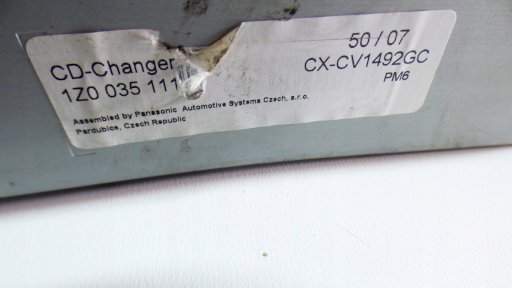 50 / 07
CD-Changer
CX-CV1492GC
1Z0 035 111
PM6
Assembled by Panasonic Automotive Systems Czech, s.r.o.
Pardubice, Czech Republic